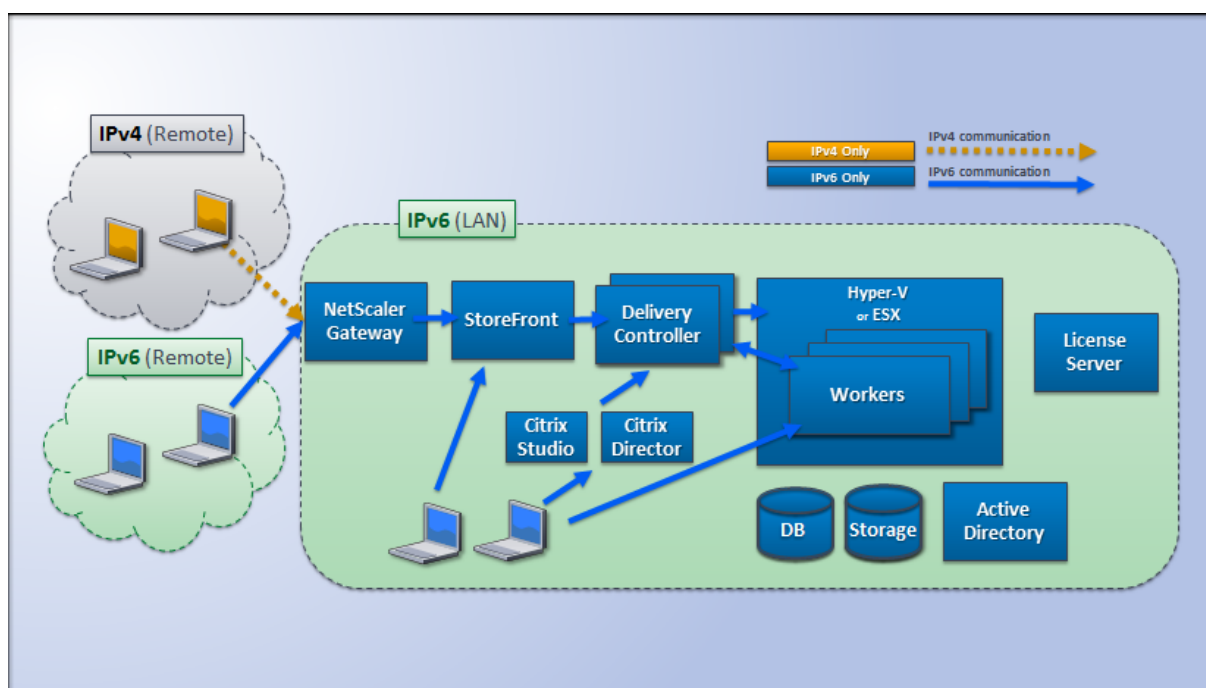 IPv4 (Remote)
IPv4 communication
IPv4 Only
IPv6 communication
IPv6 Only
IPv6 (LAN)
NetScaler
Gateway
StoreFront
Delivery
Controller
Hyper-V
or ESX
Workers
License
Server
IPv6 (Remote)
Citrix
Studio
Citrix
Director
DB
Storage
Active
Directory